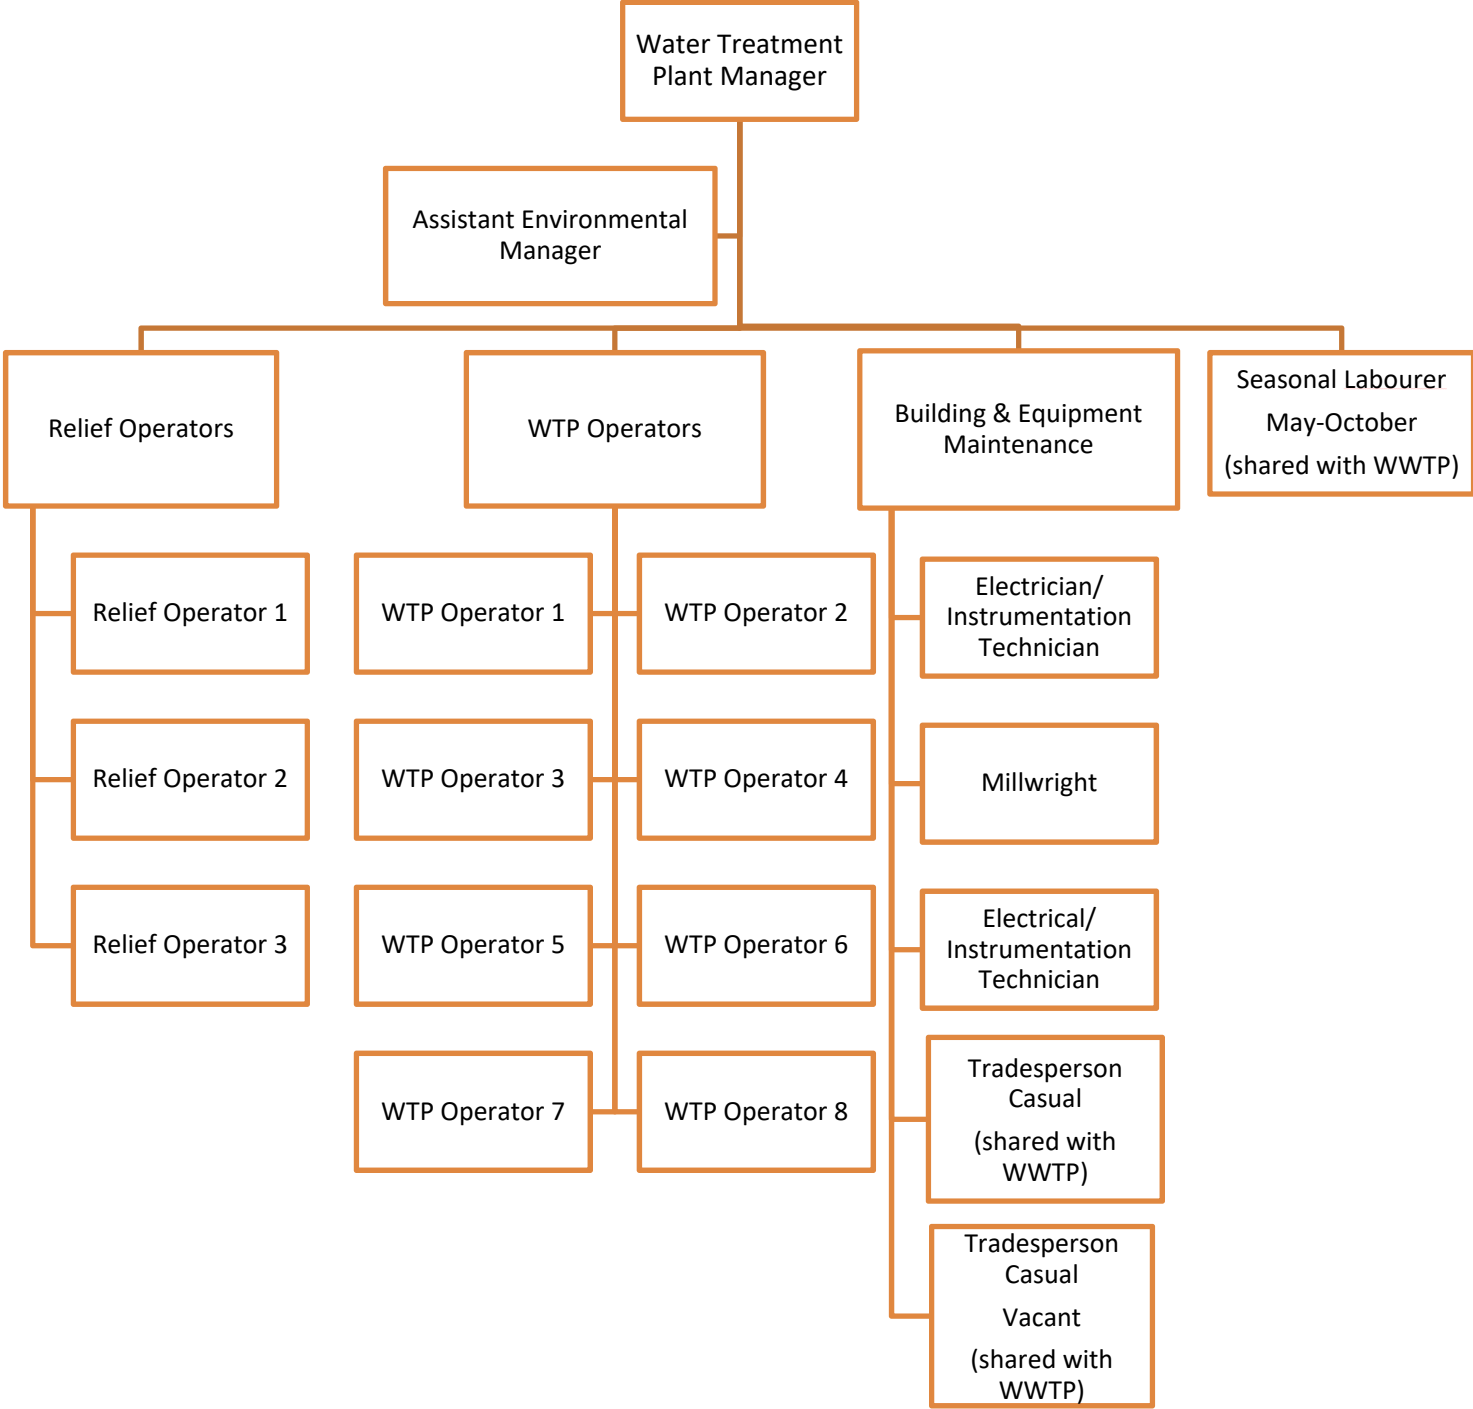 Water Treatment
Plant Manager
Assistant Environmental
Manager
Relief Operators
WTP Operators
Building & Equipment
Maintenance
Seasonal Labourer
May-October
(shared with WWTP)
Relief Operator 1
WTP Operator 1
WTP Operator 2
Electrician/
Instrumentation
Technician
Relief Operator 2
WTP Operator 3
WTP Operator 4
Millwright
Relief Operator 3
WTP Operator 5
WTP Operator 6
Electrical/
Instrumentation
Technician
WTP Operator 7
WTP Operator 8
Tradesperson
Casual
(shared with
WWTP)
Tradesperson
Casual
Vacant
(shared with
WWTP)